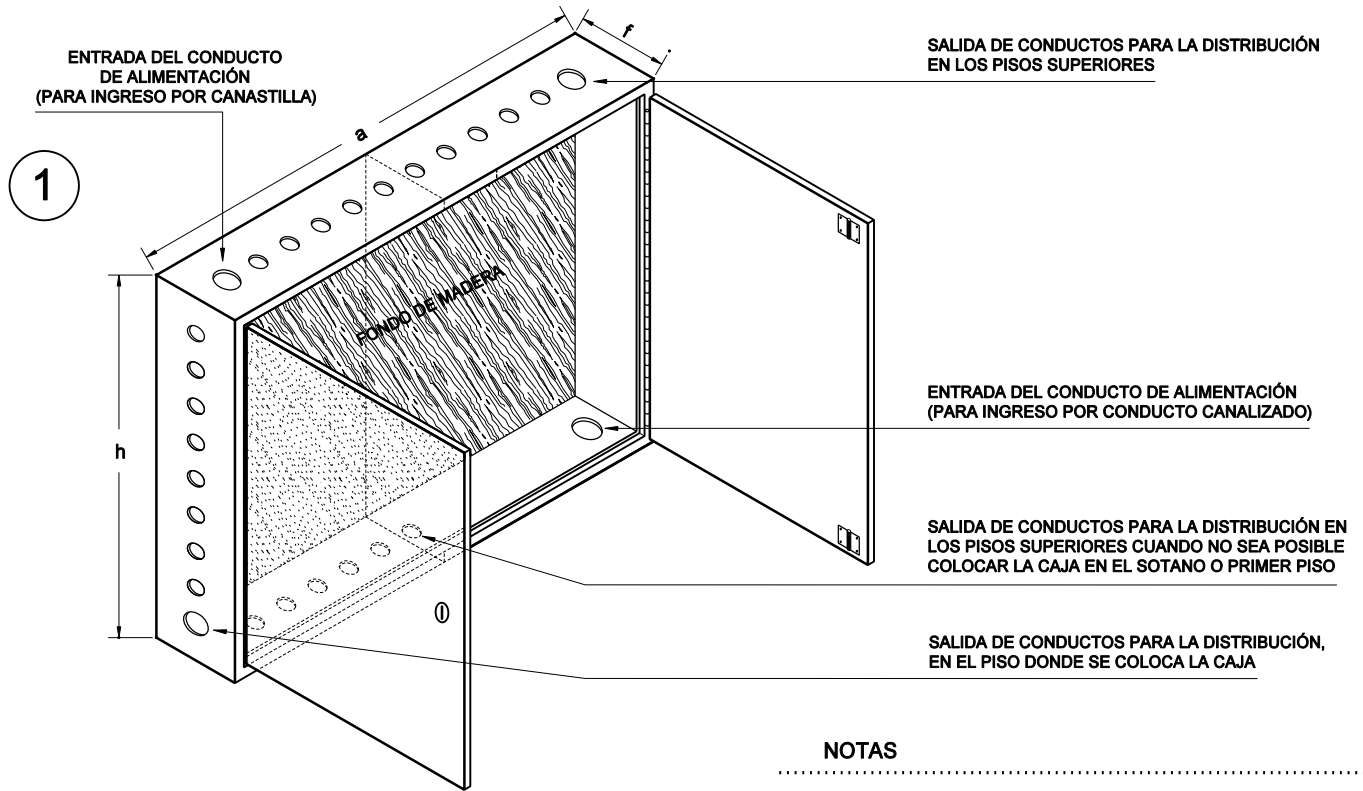 ENTRADA DEL CONDUCTO
DE ALIMENTACIÓN
(PARA INGRESO POR CANASTILLA)
SALIDA DE CONDUCTOS PARA LA DISTRIBUCIÓN
EN LOS PISOS SUPERIORES
f
a
1
FONDO DE MADERA
h
ENTRADA DEL CONDUCTO DE ALIMENTACIÓN
(PARA INGRESO POR CONDUCTO CANALIZADO)
SALIDA DE CONDUCTOS PARA LA DISTRIBUCIÓN EN
LOS PISOS SUPERIORES CUANDO NO SEA POSIBLE
COLOCAR LA CAJA EN EL SOTANO O PRIMER PISO
SALIDA DE CONDUCTOS PARA LA DISTRIBUCIÓN,
EN EL PISO DONDE SE COLOCA LA CAJA
NOTAS